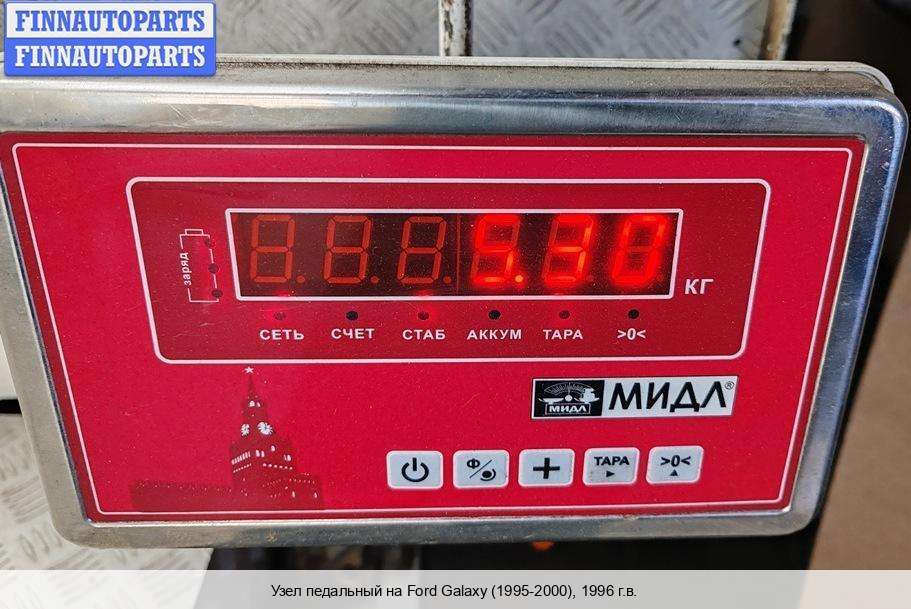 FINNAUTOPARTS
FINNAUTOPARTS
заряд
5.30
КГ
СЕТЬ СЧЕТ СТАБ АККУМ ТАРА >0<
МИДЛ МИДЛ®
Ф/ + ТАРА >0<
Узел педальный на Ford Galaxy (1995-2000), 1996 г.в.